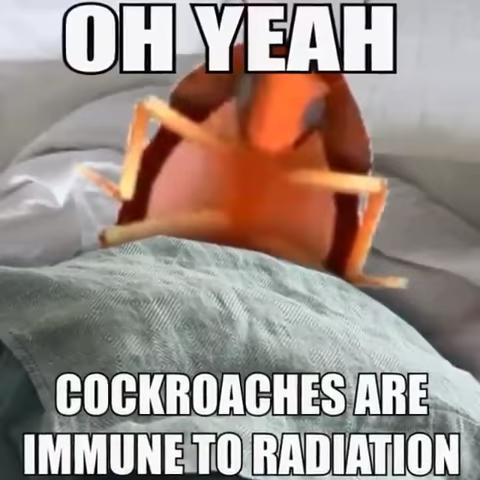 OH YEAH
COCKROACHES ARE
IMMUNE TO RADIATION